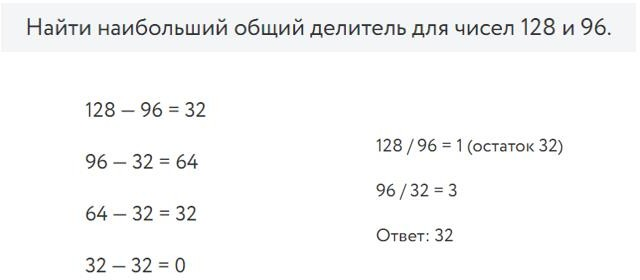 Найти наибольший общий делитель для чисел 128 и 96.
128 — 96 = 32
96 — 32 = 64
64 — 32 = 32
32 — 32 = 0
128 / 96 = 1 (остаток 32)
96 / 32 = 3
Ответ: 32